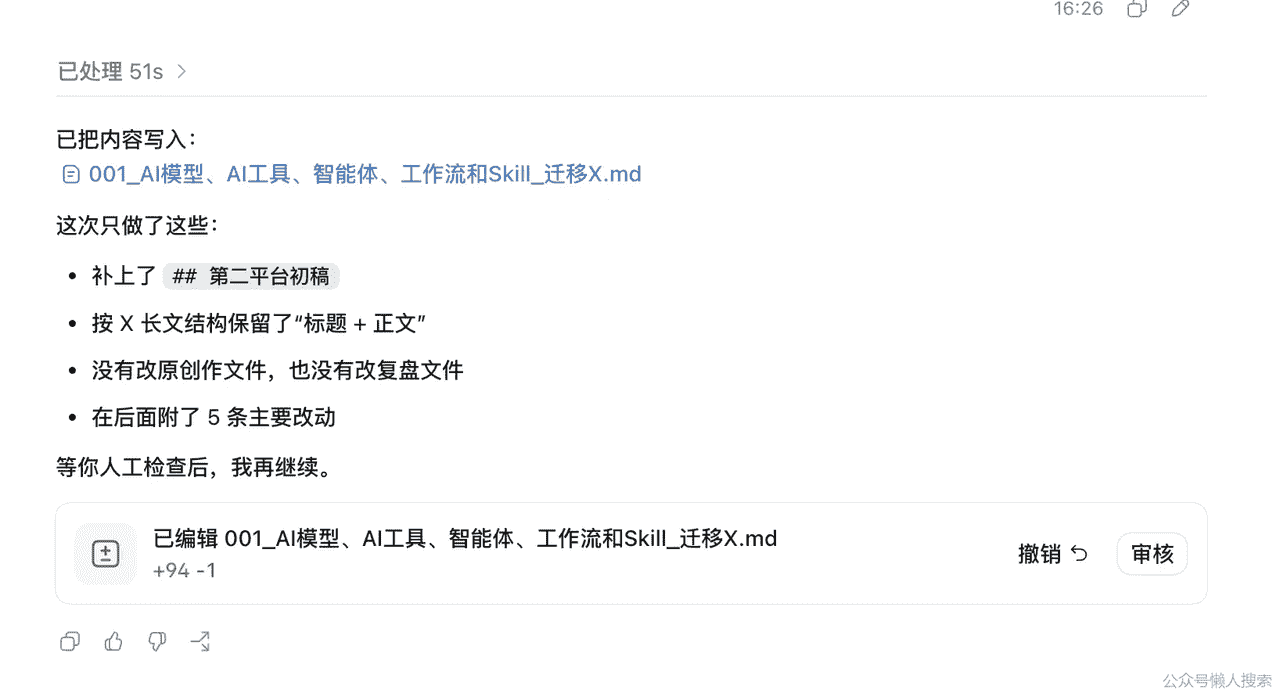 16:26
已处理 51s
已把内容写入：
001_AI模型、AI工具、智能体、工作流和Skill_迁移X.md
这次只做了这些：
• 补上了 ## 第二平台初稿
• 按 X 长文结构保留了“标题 + 正文”
• 没有改原创作文件，也没有改复盘文件
• 在后面附了 5 条主要改动
等你人工检查后，我再继续。
已编辑 001_AI模型、AI工具、智能体、工作流和Skill_迁移X.md
+94 -1
撤销
审核
公众号懒人搜索